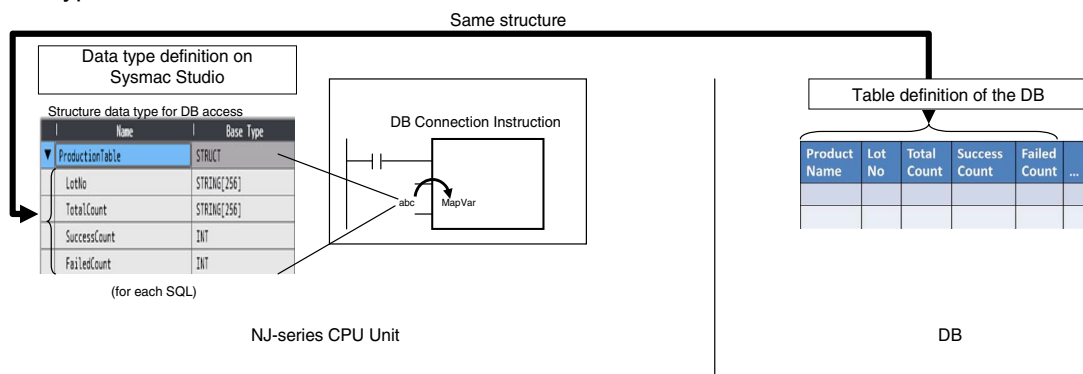 Same structure
Data type definition on
Sysmac Studio
Structure data type for DB access
Name Base Type
ProductionTable STRUCT
LotNo STRING[256]
TotalCount STRING[256]
SuccessCount INT
FailedCount INT
(for each SQL)
DB Connection Instruction
abc MapVar
NJ-series CPU Unit
Table definition of the DB
Product Name
Lot No
Total Count
Success Count
Failed Count
...
DB